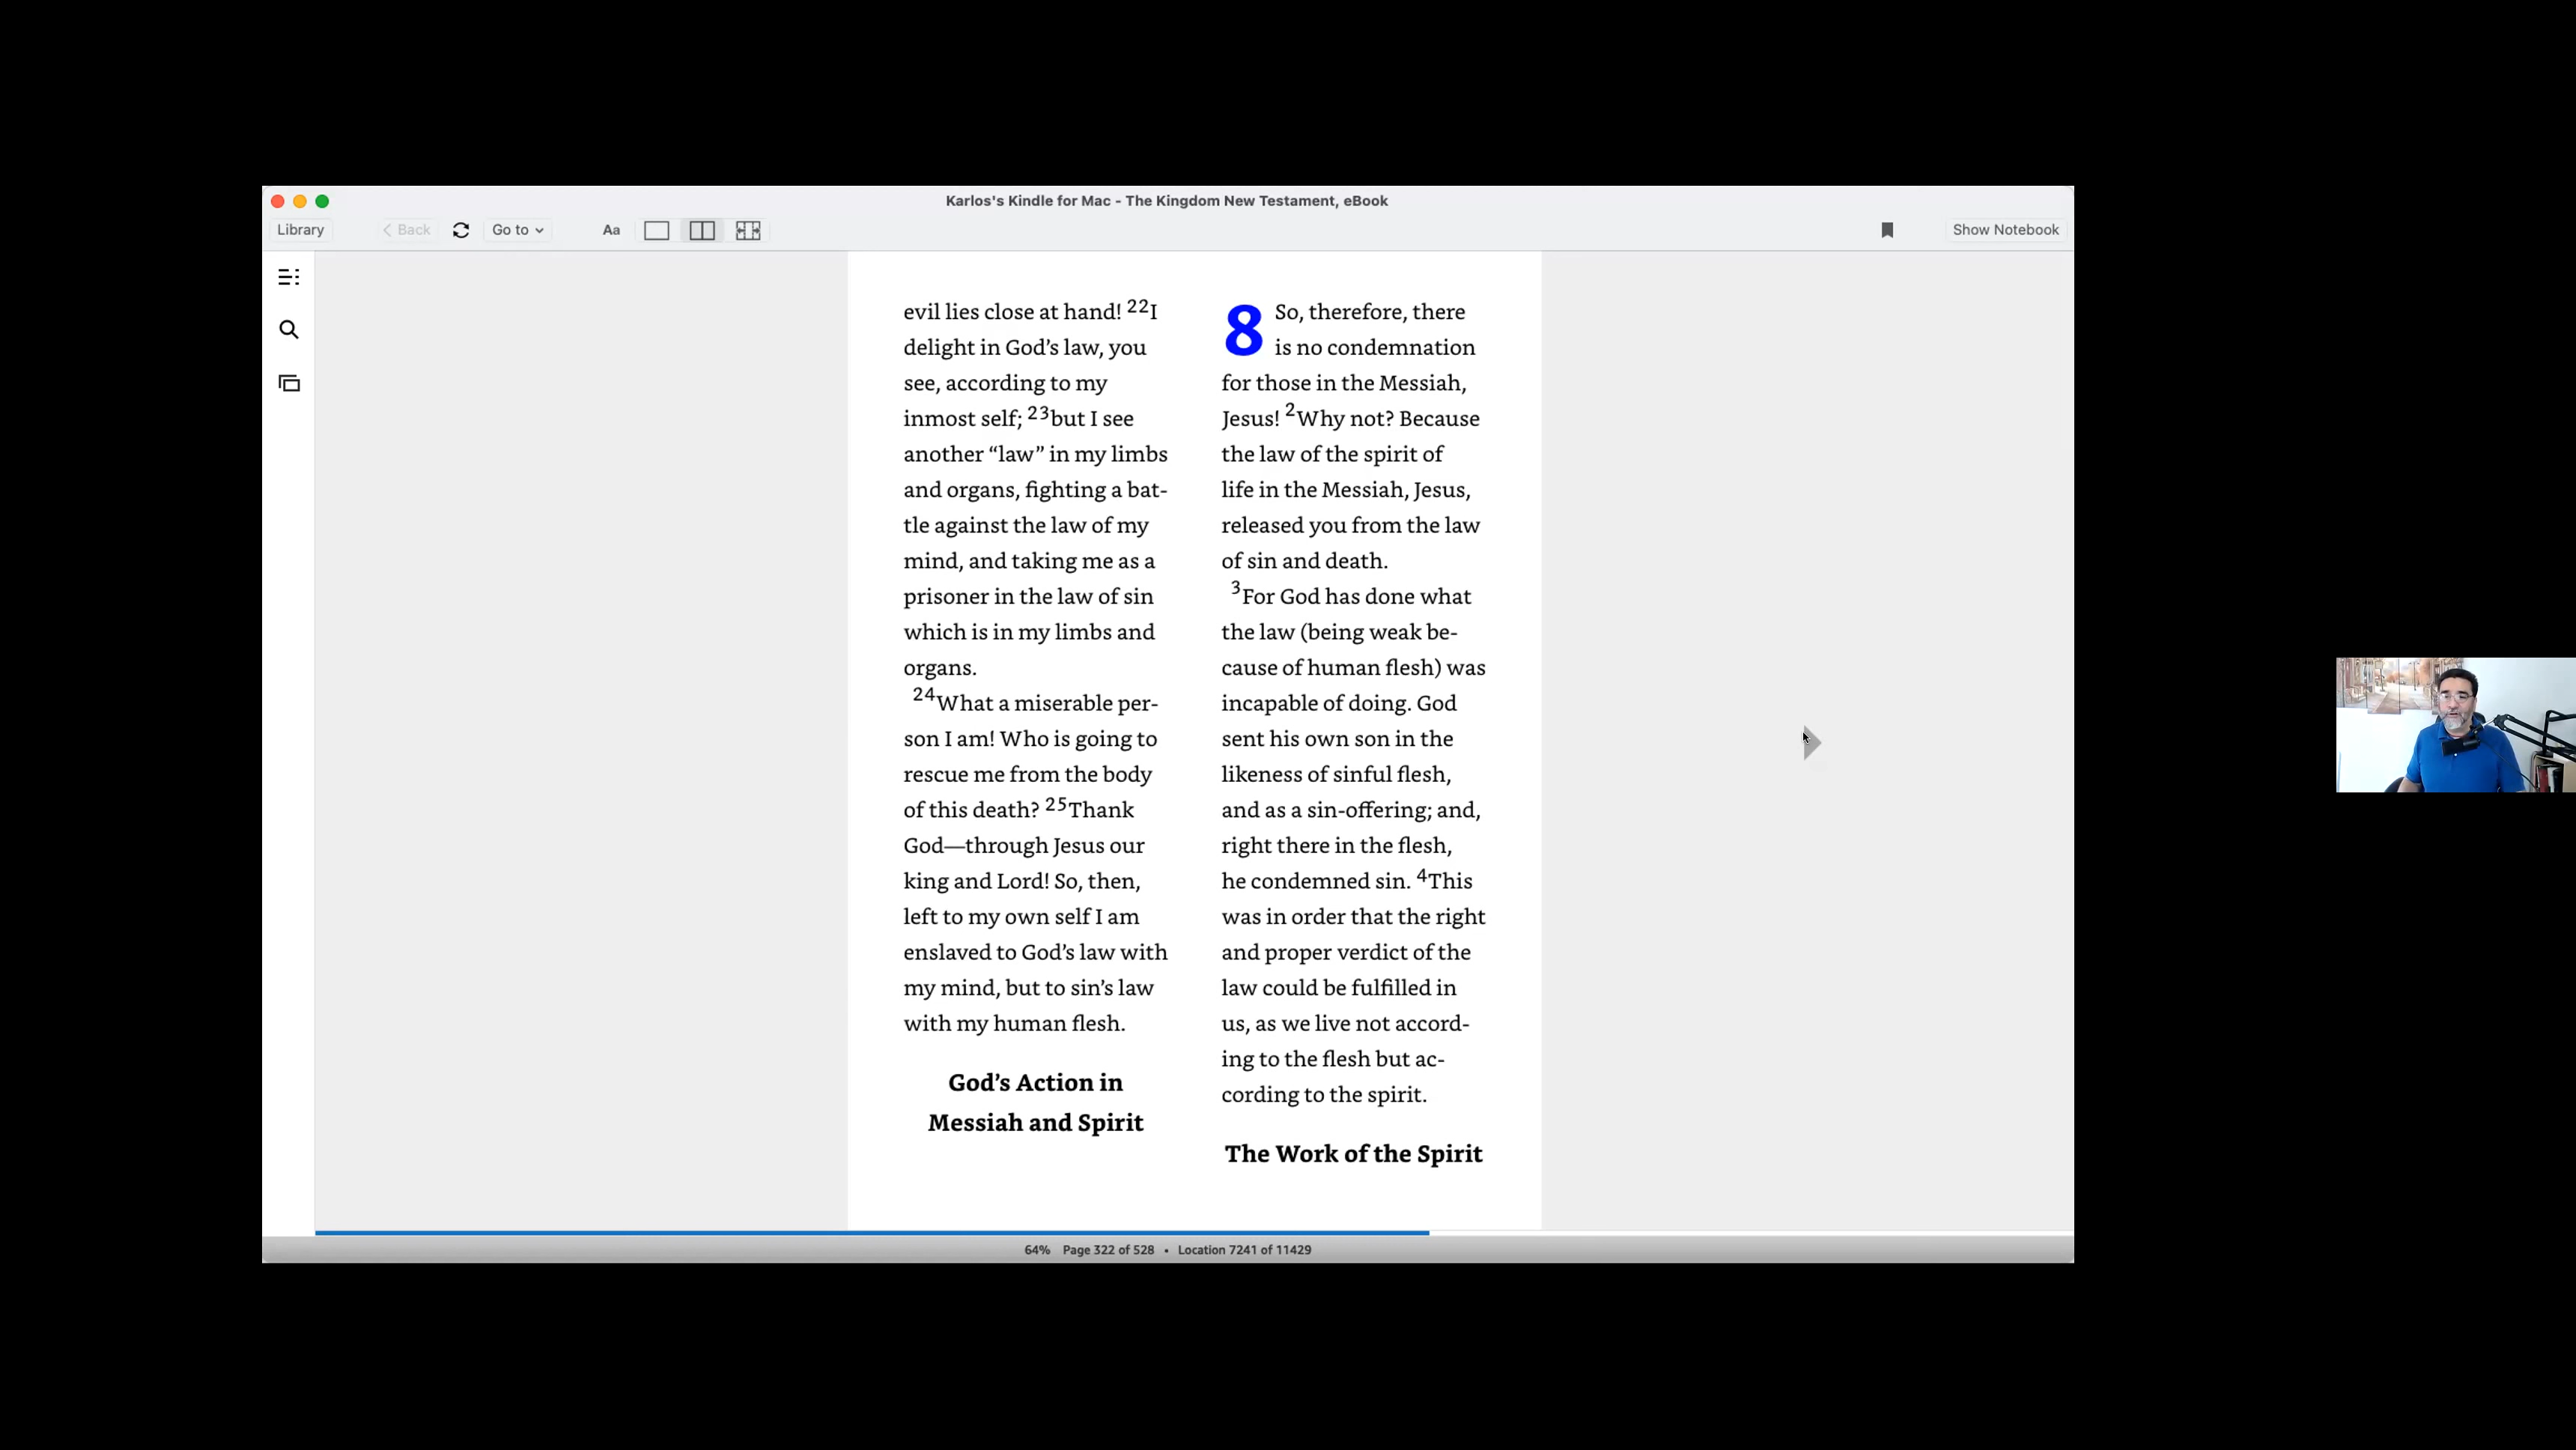 Karlos's Kindle for Mac - The Kingdom New Testament, eBook
Library
Back
Go to
Aa
Show Notebook
evil lies close at hand! 22I
delight in God’s law, you
see, according to my
inmost self; 23but I see
another “law” in my limbs
and organs, fighting a bat-
tle against the law of my
mind, and taking me as a
prisoner in the law of sin
which is in my limbs and
organs.
24What a miserable per-
son I am! Who is going to
rescue me from the body
of this death? 25Thank
God—through Jesus our
king and Lord! So, then,
left to my own self I am
enslaved to God’s law with
my mind, but to sin’s law
with my human flesh.
God’s Action in
Messiah and Spirit
8 So, therefore, there
is no condemnation
for those in the Messiah,
Jesus! 2Why not? Because
the law of the spirit of
life in the Messiah, Jesus,
released you from the law
of sin and death.
3For God has done what
the law (being weak be-
cause of human flesh) was
incapable of doing. God
sent his own son in the
likeness of sinful flesh,
and as a sin-offering; and,
right there in the flesh,
he condemned sin. 4This
was in order that the right
and proper verdict of the
law could be fulfilled in
us, as we live not accord-
ing to the flesh but ac-
cording to the spirit.
The Work of the Spirit
64% Page 322 of 528 • Location 7241 of 11429